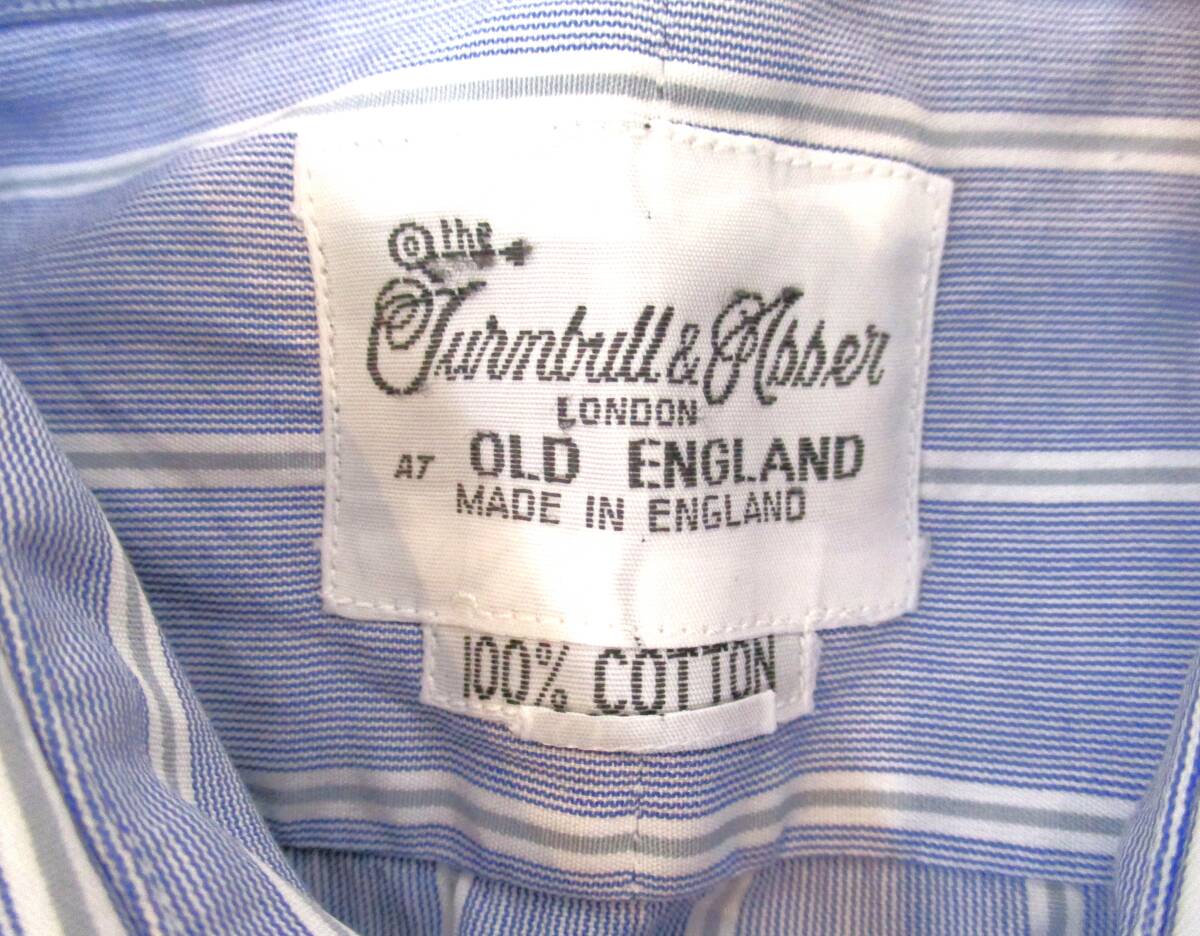 the
Turnbull & Asser
LONDON
AT OLD ENGLAND
MADE IN ENGLAND
100% COTTON